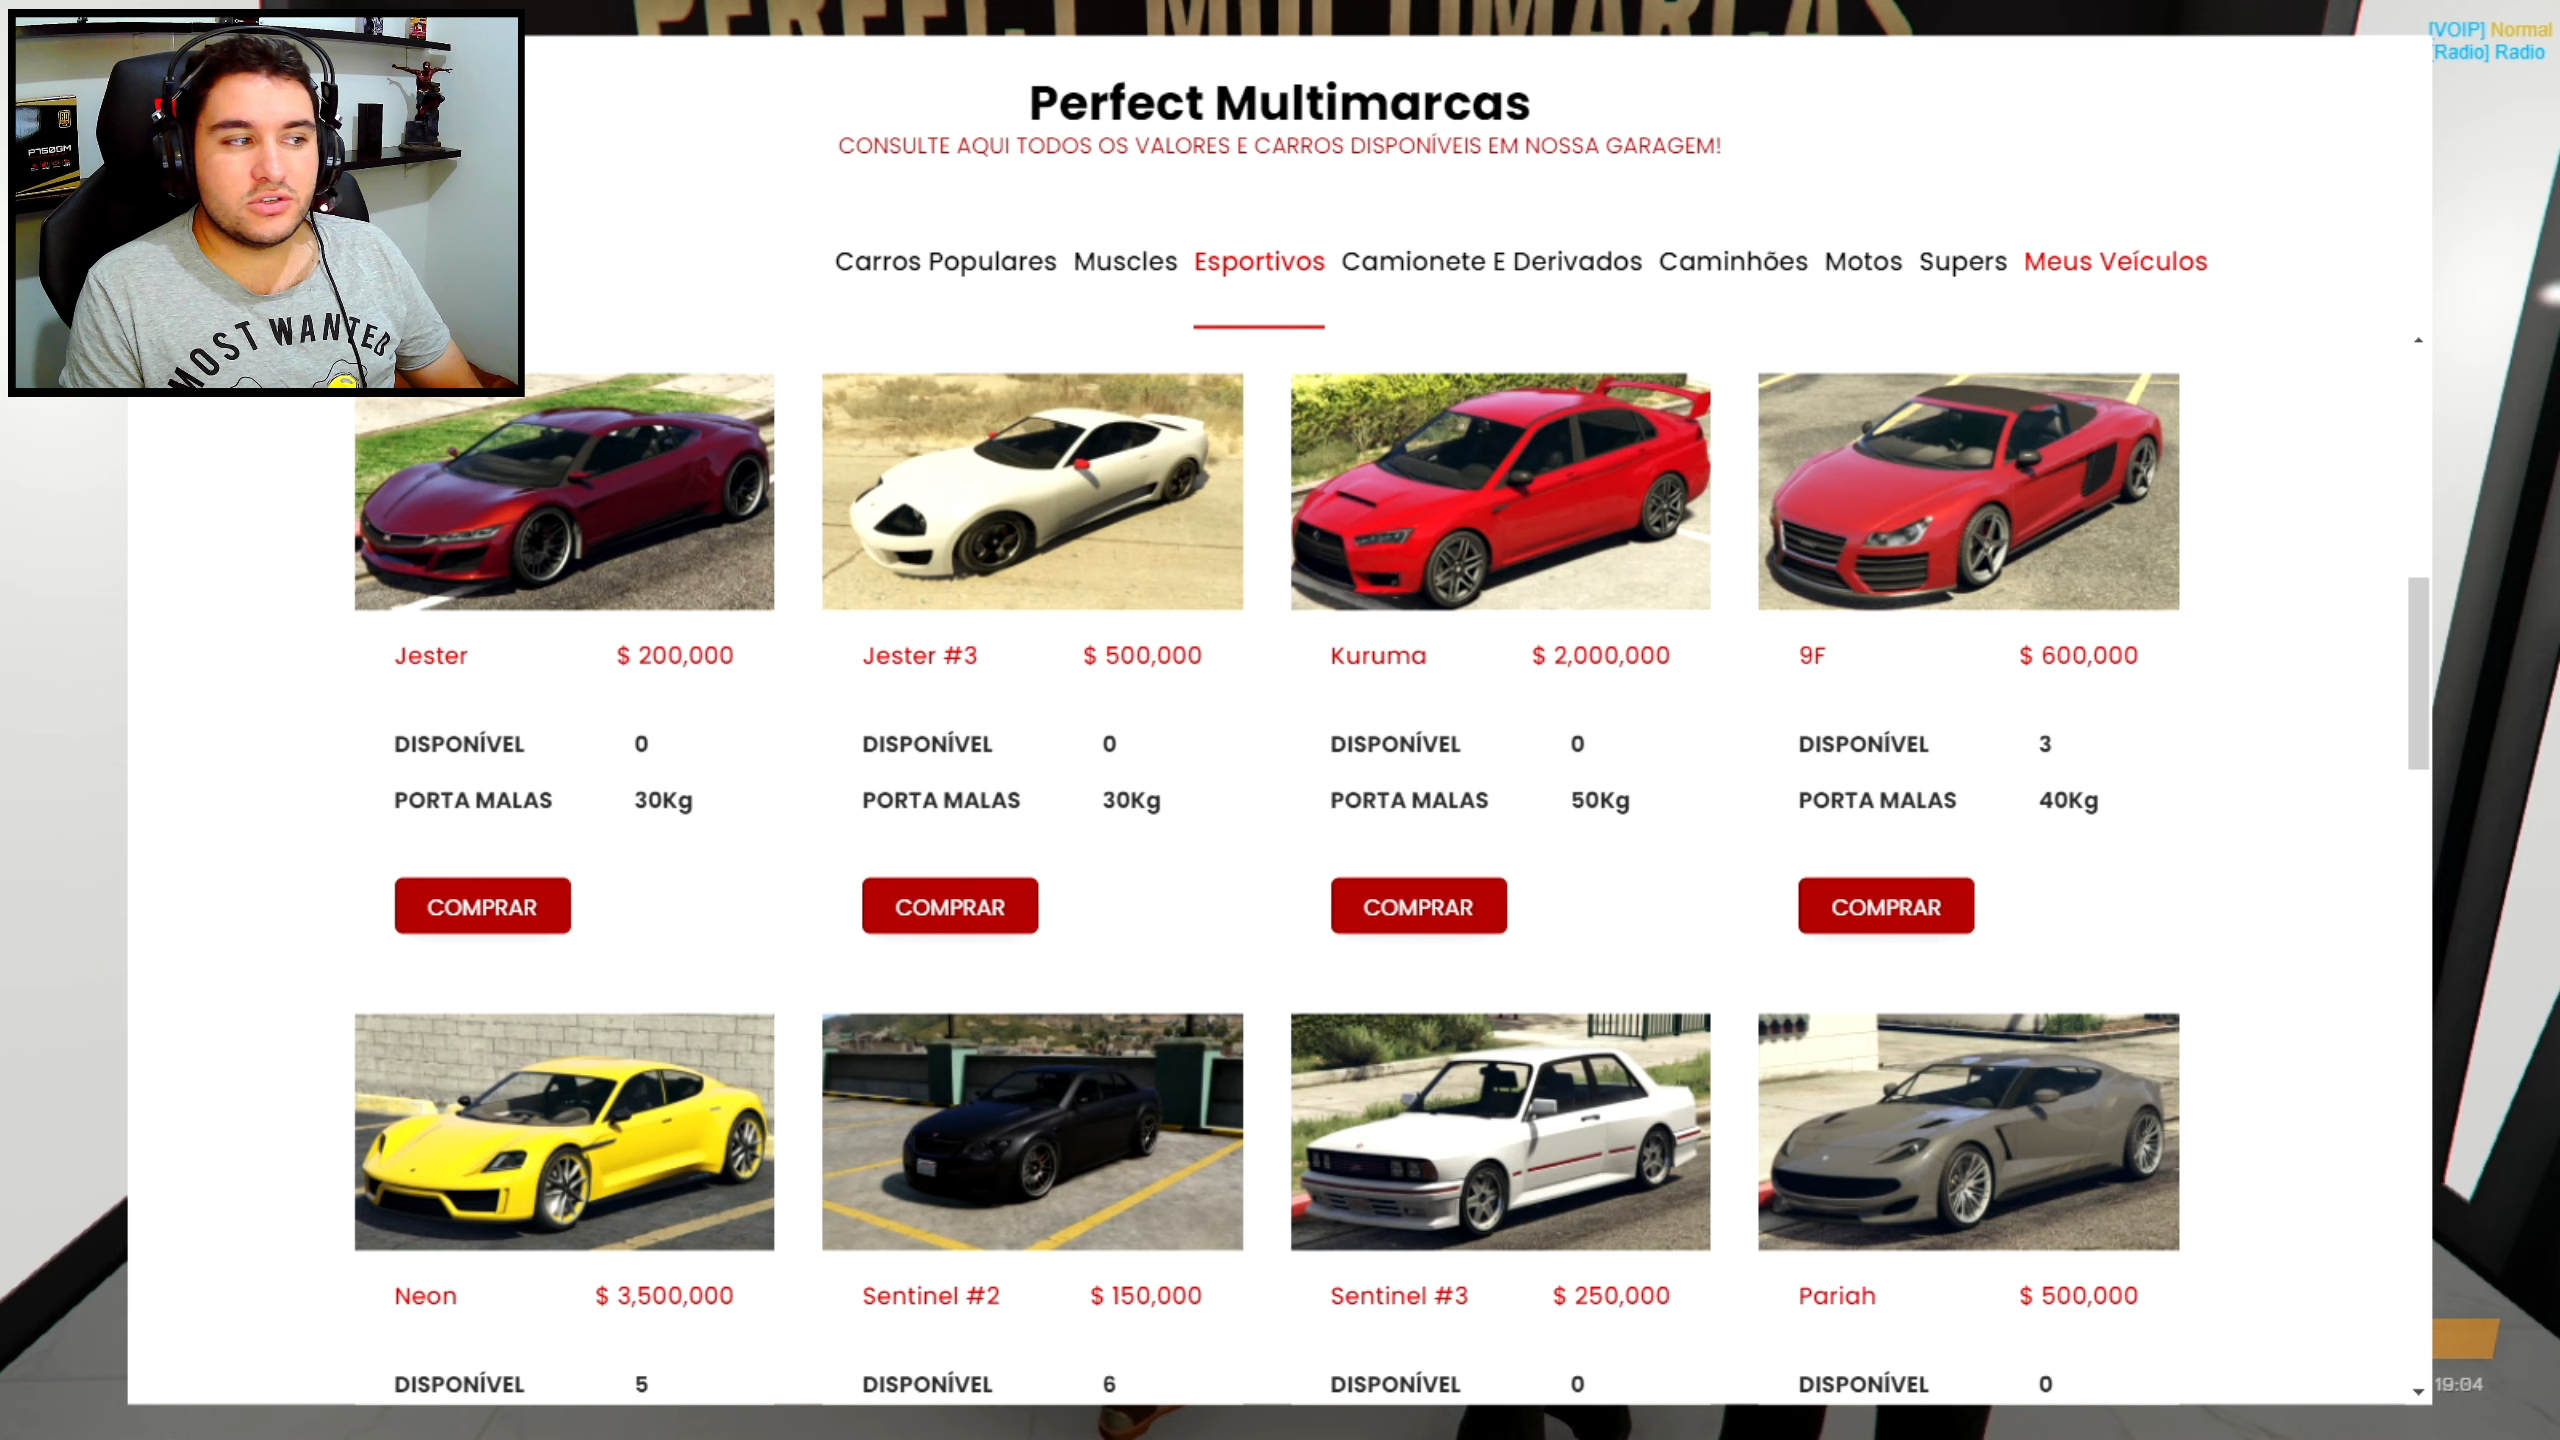 PERFECT MULTIMARCAS
[VOIP] Normal
[Radio] Radio
P750GM
MOST WANTED
Perfect Multimarcas
CONSULTE AQUI TODOS OS VALORES E CARROS DISPONÍVEIS EM NOSSA GARAGEM!
Carros Populares Muscles Esportivos Camionete E Derivados Caminhões Motos Supers Meus Veículos
Jester $ 200,000
DISPONÍVEL 0
PORTA MALAS 30Kg
COMPRAR
Jester #3 $ 500,000
DISPONÍVEL 0
PORTA MALAS 30Kg
COMPRAR
Kuruma $ 2,000,000
DISPONÍVEL 0
PORTA MALAS 50Kg
COMPRAR
9F $ 600,000
DISPONÍVEL 3
PORTA MALAS 40Kg
COMPRAR
Neon $ 3,500,000
DISPONÍVEL 5
Sentinel #2 $ 150,000
DISPONÍVEL 6
Sentinel #3 $ 250,000
DISPONÍVEL 0
Pariah $ 500,000
DISPONÍVEL 0
19:04